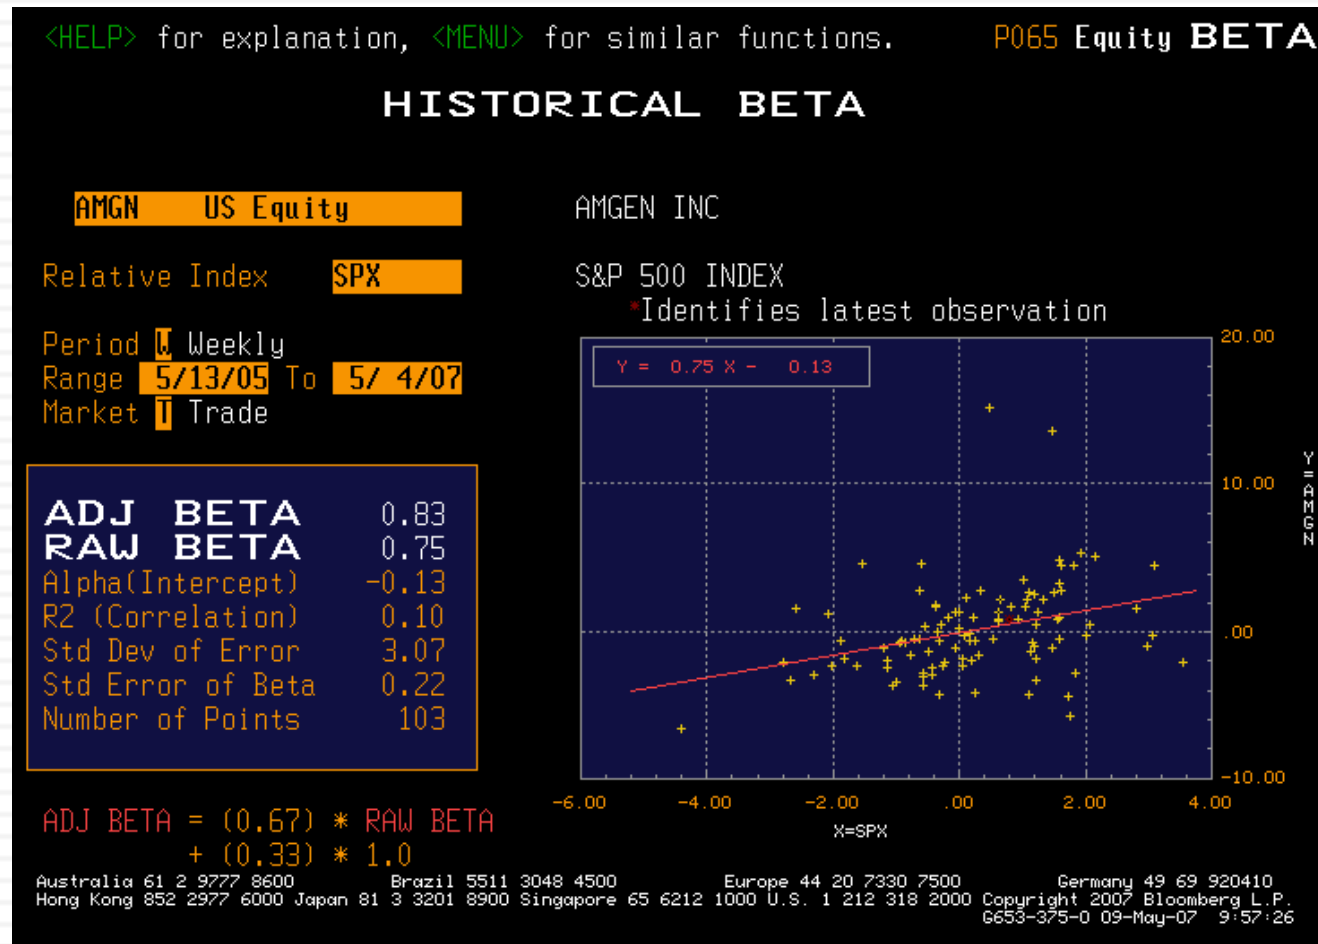 <HELP> for explanation, <MENU> for similar functions. P065 Equity BETA
HISTORICAL BETA
AMGN US Equity AMGEN INC
Relative Index SPX S&P 500 INDEX
*Identifies latest observation
Period W Weekly
Range 5/13/05 To 5/ 4/07
Market T Trade
ADJ BETA 0.83
RAW BETA 0.75
Alpha(Intercept) -0.13
R2 (Correlation) 0.10
Std Dev of Error 3.07
Std Error of Beta 0.22
Number of Points 103
ADJ BETA = (0.67) * RAW BETA
+ (0.33) * 1.0
Y = 0.75 X - 0.13
20.00
10.00
.00
-10.00
Y=AMGN
-6.00 -4.00 -2.00 .00 2.00 4.00
X=SPX
Australia 61 2 9777 8600 Brazil 5511 3048 4500 Europe 44 20 7330 7500 Germany 49 69 920410
Hong Kong 852 2977 6000 Japan 81 3 3201 8900 Singapore 65 6212 1000 U.S. 1 212 318 2000 Copyright 2007 Bloomberg L.P.
G653-375-0 09-May-07 9:57:26